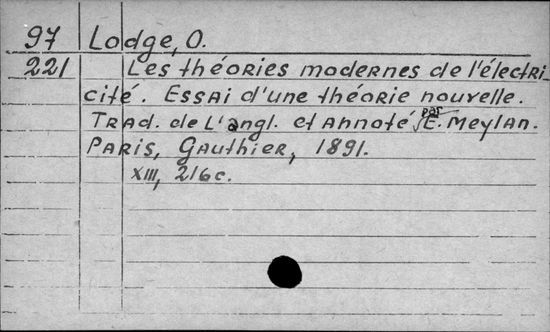 97 Lodge, O.
221 Les théories modernes de l'électri
cité. Essai d'une théorie nouvelle.
Trad. de L'angl. et Annoté par E. Meylan.
Paris, Gauthier, 1891.
XIII, 216c.